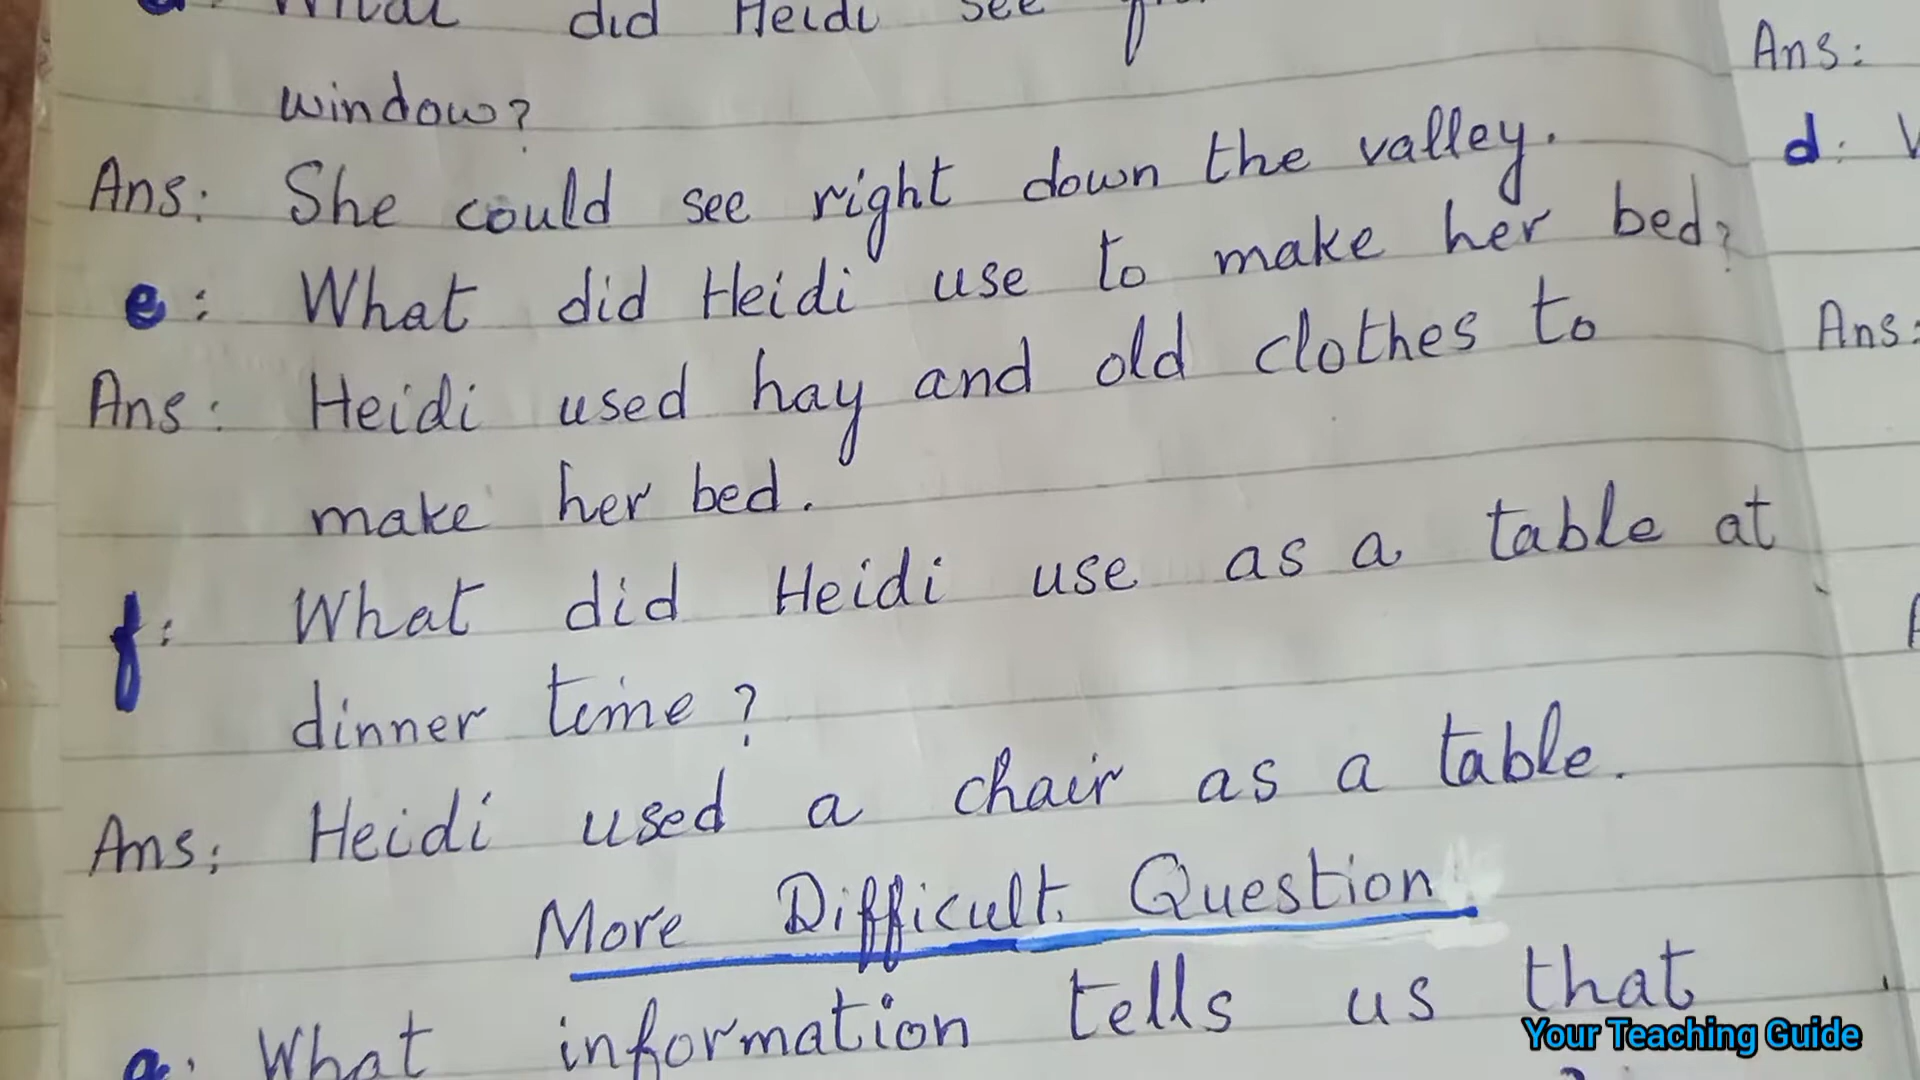 What did Heidi see
window?
Ans: She could see right down the valley.
e: What did Heidi use to make her bed?
Ans: Heidi used hay and old clothes to
make her bed.
f: What did Heidi use as a table at
dinner time?
Ans: Heidi used a chair as a table.
More Difficult Question
a: What information tells us that
Ans:
d:
Ans:
Your Teaching Guide